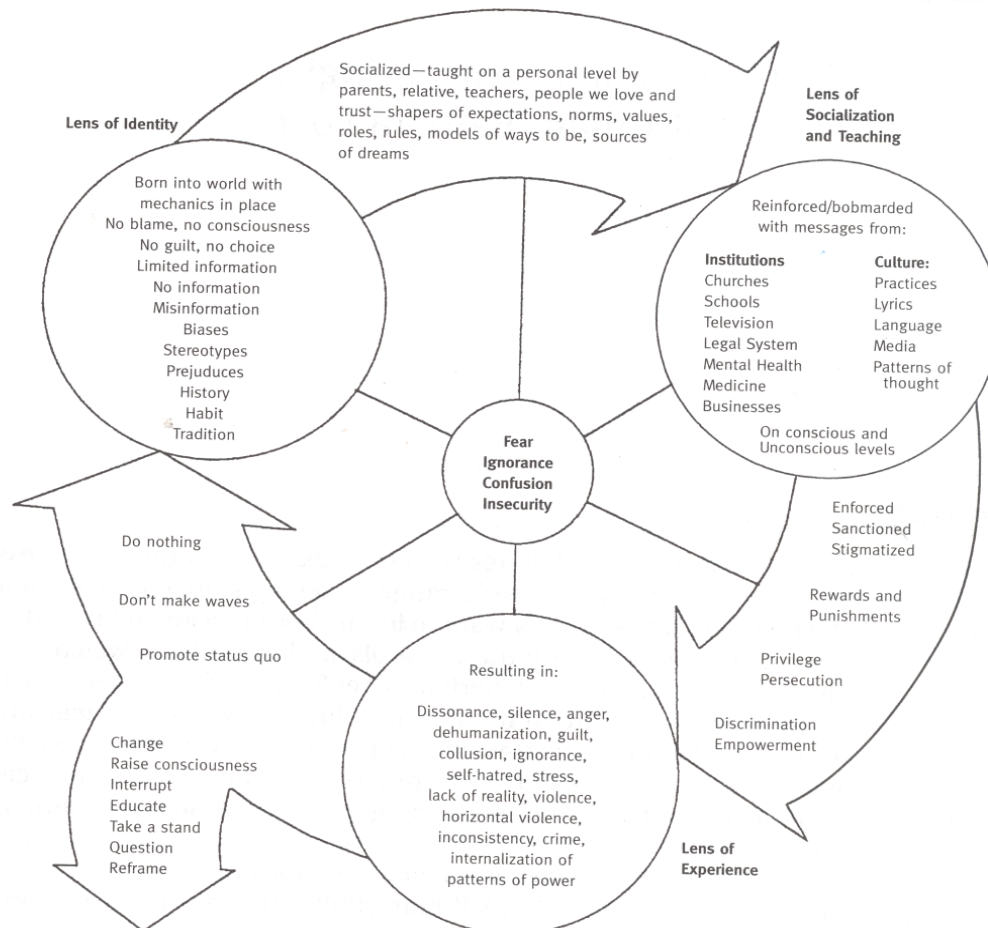 Socialized—taught on a personal level by
parents, relative, teachers, people we love and
trust—shapers of expectations, norms, values,
roles, rules, models of ways to be, sources
of dreams
Lens of Identity
Born into world with
mechanics in place
No blame, no consciousness
No guilt, no choice
Limited information
No information
Misinformation
Biases
Stereotypes
Prejuduces
History
Habit
Tradition
Lens of
Socialization
and Teaching
Reinforced/bobmarded
with messages from:
Institutions
Churches
Schools
Television
Legal System
Mental Health
Medicine
Businesses
Culture:
Practices
Lyrics
Language
Media
Patterns of
thought
On conscious and
Unconscious levels
Fear
Ignorance
Confusion
Insecurity
Enforced
Sanctioned
Stigmatized
Rewards and
Punishments
Privilege
Persecution
Discrimination
Empowerment
Lens of
Experience
Resulting in:
Dissonance, silence, anger,
dehumanization, guilt,
collusion, ignorance,
self-hatred, stress,
lack of reality, violence,
horizontal violence,
inconsistency, crime,
internalization of
patterns of power
Do nothing
Don't make waves
Promote status quo
Change
Raise consciousness
Interrupt
Educate
Take a stand
Question
Reframe